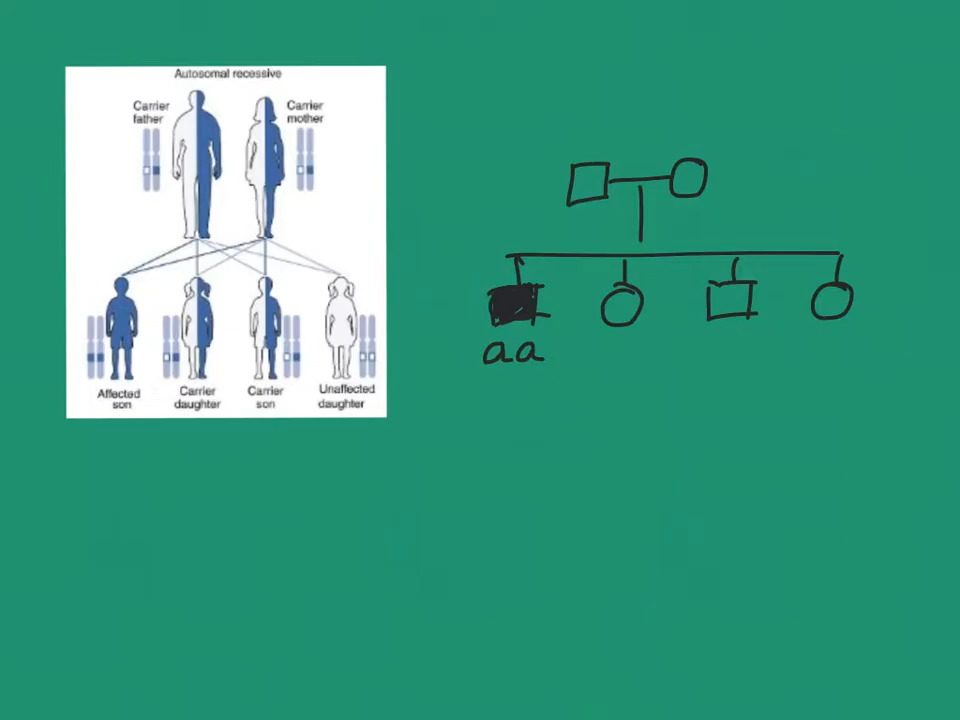 Autosomal recessive
Carrier
father
Carrier
mother
aa
Affected
son
Carrier
daughter
Carrier
son
Unaffected
daughter